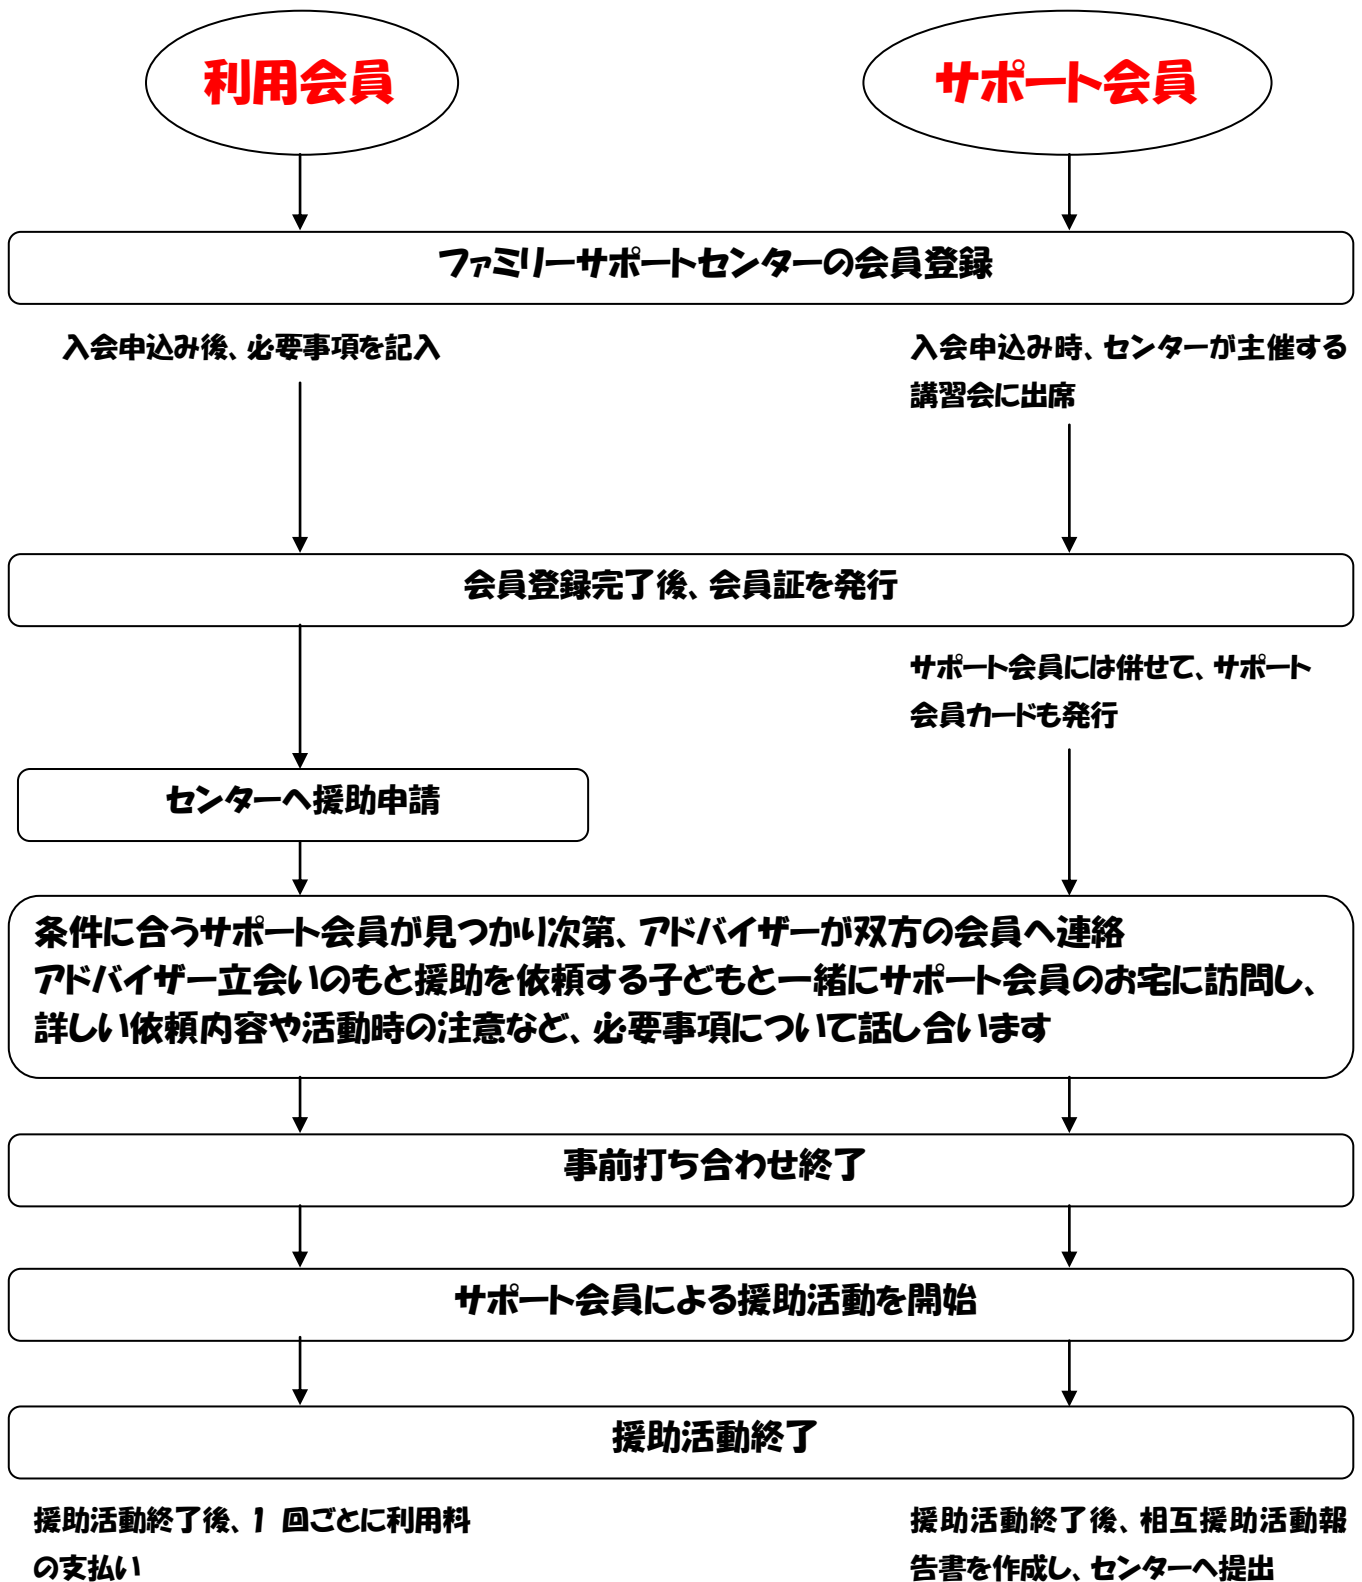 利用会員
サポート会員
ファミリーサポートセンターの会員登録
入会申込み後、必要事項を記入
入会申込み時、センターが主催する
講習会に出席
会員登録完了後、会員証を発行
サポート会員には併せて、サポート
会員カードも発行
センターへ援助申請
条件に合うサポート会員が見つかり次第、アドバイザーが双方の会員へ連絡
アドバイザー立会いのもと援助を依頼する子どもと一緒にサポート会員のお宅に訪問し、
詳しい依頼内容や活動時の注意など、必要事項について話し合います
事前打ち合わせ終了
サポート会員による援助活動を開始
援助活動終了
援助活動終了後、1 回ごとに利用料
の支払い
援助活動終了後、相互援助活動報
告書を作成し、センターへ提出